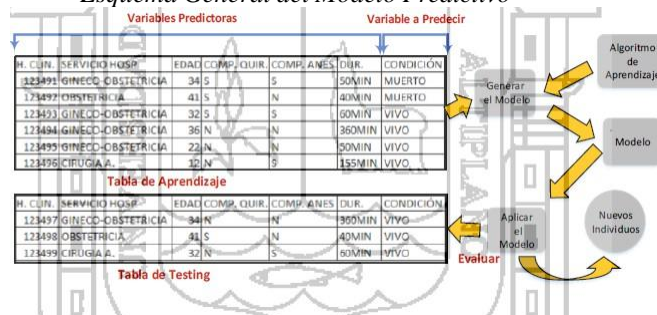 Esquema General del Modelo Predictivo
Variables Predictoras
Variable a Predecir
H. CLIN. SERVICIO HOSP. EDAD COMP. QUIR. COMP. ANES DUR. CONDICIÓN
123491 GINECO-OBSTETRICIA 34 S S 50MIN MUERTO
123492 OBSTETRICIA 41 S N 40MIN MUERTO
123493 GINECO-OBSTETRICIA 32 S S 60MIN VIVO
123494 GINECO-OBSTETRICIA 36 N N 360MIN VIVO
123495 GINECO-OBSTETRICIA 22 N N 50MIN VIVO
123496 CIRUGIA A. 12 N S 155MIN VIVO
Tabla de Aprendizaje
H. CLIN. SERVICIO HOSP. EDAD COMP. QUIR. COMP. ANES DUR. CONDICIÓN
123497 GINECO-OBSTETRICIA 34 N N 360MIN VIVO
123498 OBSTETRICIA 41 S N 40MIN VIVO
123499 CIRUGIA A. 32 N S 60MIN VIVO
Tabla de Testing
Evaluar
Generar
el Modelo
Algoritmo
de
Aprendizaje
Modelo
Aplicar
el
Modelo
Nuevos
Individuos
ALTIPLANO